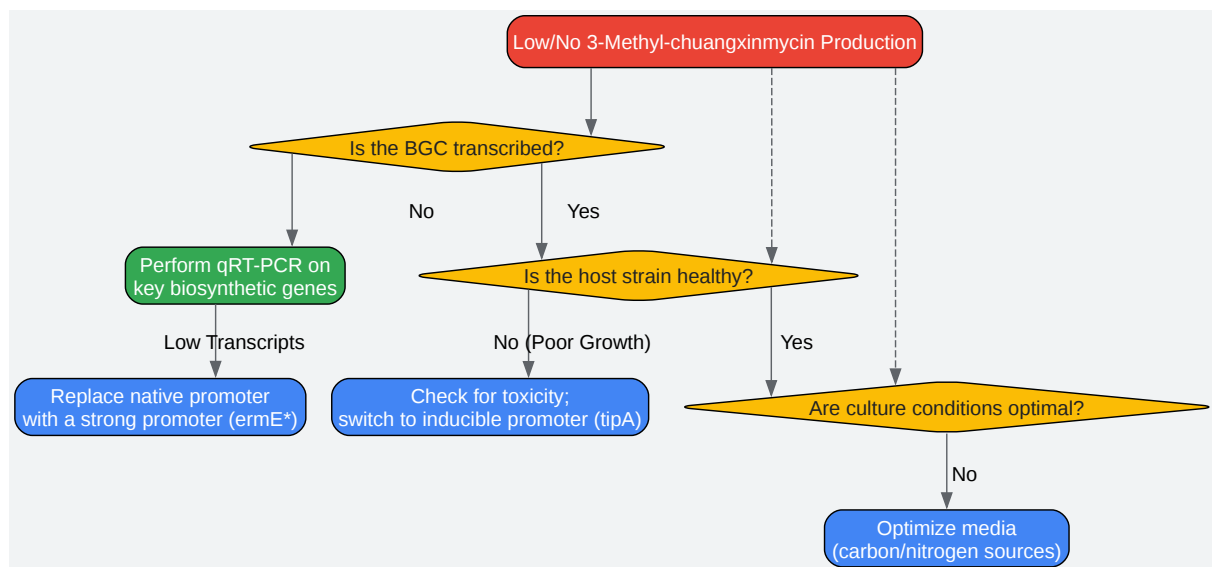 Low/No 3-Methyl-chuangxinmycin Production
Is the BGC transcribed?
No
Yes
Perform qRT-PCR on
key biosynthetic genes
Is the host strain healthy?
Low Transcripts
No (Poor Growth)
Yes
Replace native promoter
with a strong promoter (ermE*)
Check for toxicity;
switch to inducible promoter (tipA)
Are culture conditions optimal?
No
Optimize media
(carbon/nitrogen sources)